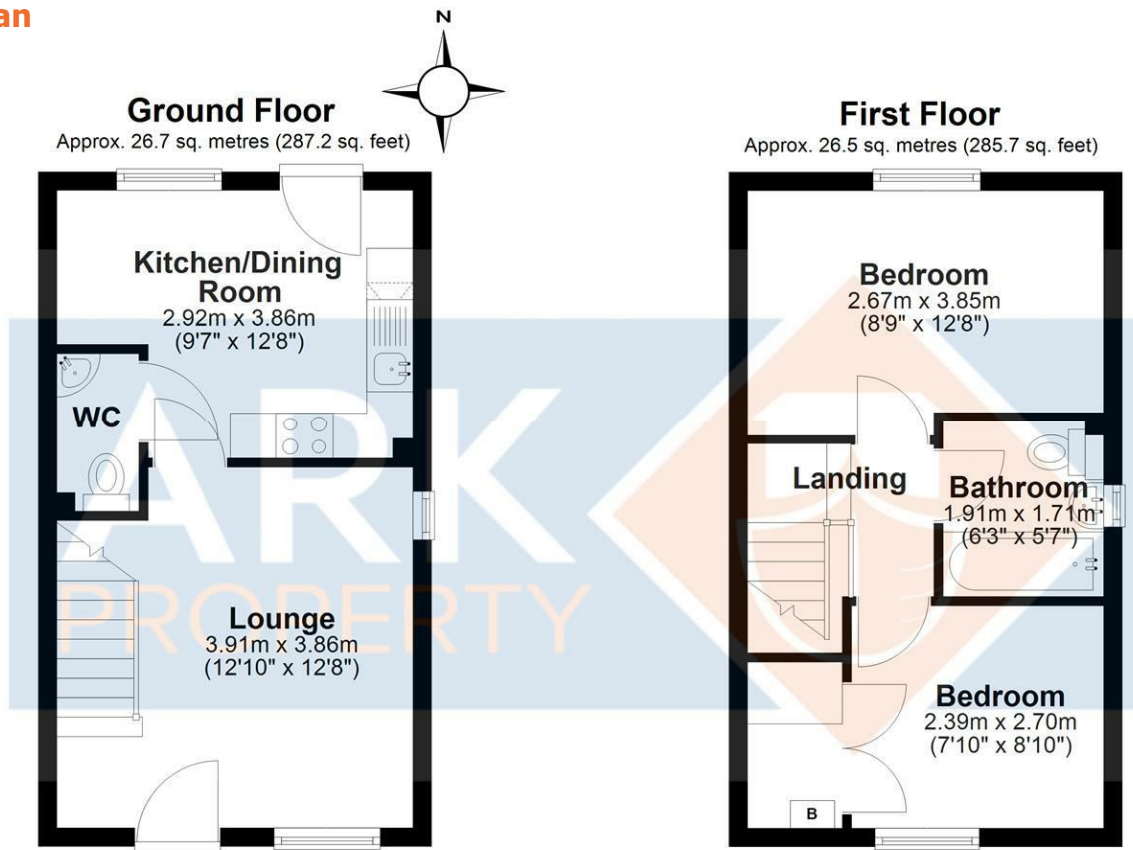 an
N
Ground Floor
Approx. 26.7 sq. metres (287.2 sq. feet)
Kitchen/Dining
Room
2.92m x 3.86m
(9'7" x 12'8")
WC
Lounge
3.91m x 3.86m
(12'10" x 12'8")
First Floor
Approx. 26.5 sq. metres (285.7 sq. feet)
Bedroom
2.67m x 3.85m
(8'9" x 12'8")
Landing
Bathroom
1.91m x 1.71m
(6'3" x 5'7")
Bedroom
2.39m x 2.70m
(7'10" x 8'10")
B
ARK
PROPERTY